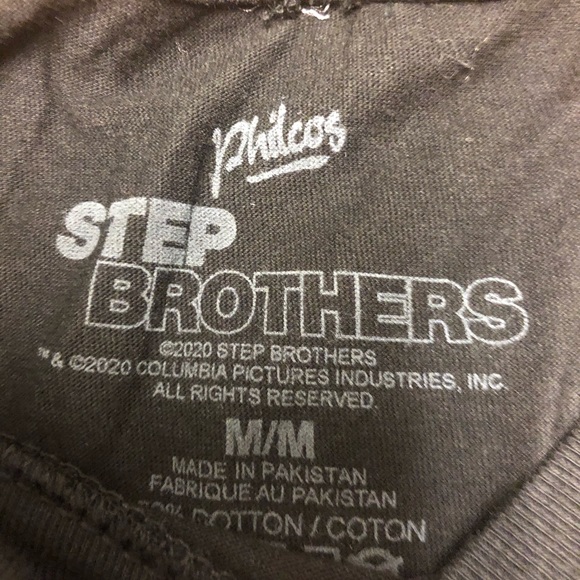 Philcos
STEP
BROTHERS
©2020 STEP BROTHERS
™ & ©2020 COLUMBIA PICTURES INDUSTRIES, INC.
ALL RIGHTS RESERVED.
M/M
MADE IN PAKISTAN
FABRIQUE AU PAKISTAN
COTTON / COTON